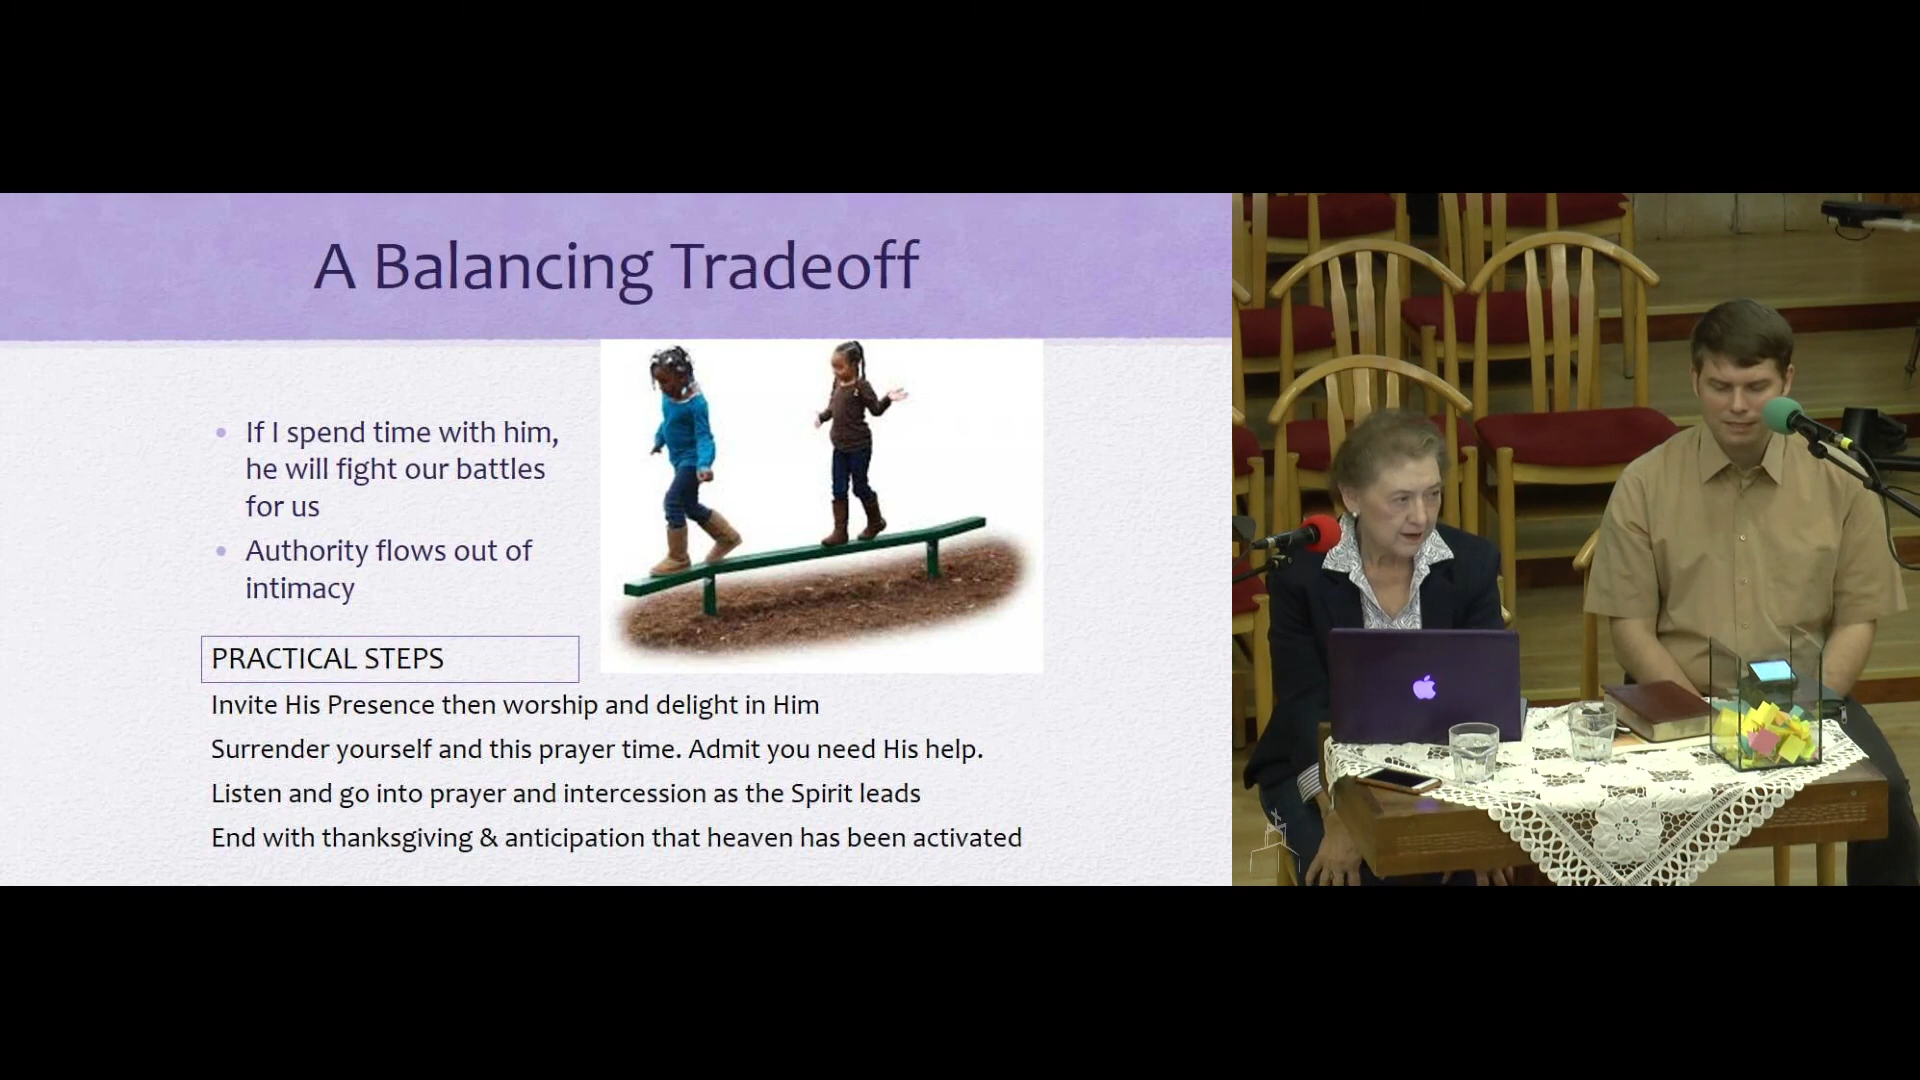 A Balancing Tradeoff
• If I spend time with him,
he will fight our battles
for us
• Authority flows out of
intimacy
PRACTICAL STEPS
Invite His Presence then worship and delight in Him
Surrender yourself and this prayer time. Admit you need His help.
Listen and go into prayer and intercession as the Spirit leads
End with thanksgiving & anticipation that heaven has been activated